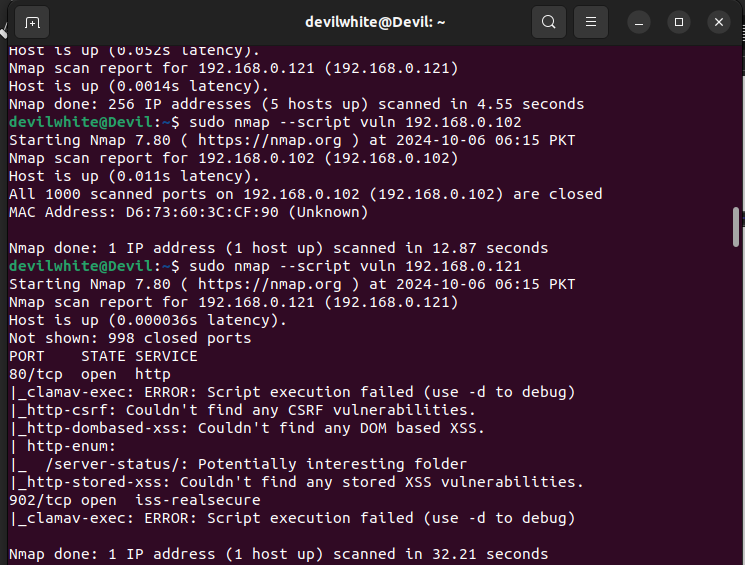 devilwhite@Devil: ~
Host is up (0.052s latency).
Nmap scan report for 192.168.0.121 (192.168.0.121)
Host is up (0.0014s latency).
Nmap done: 256 IP addresses (5 hosts up) scanned in 4.55 seconds
devilwhite@Devil:~$ sudo nmap --script vuln 192.168.0.102
Starting Nmap 7.80 ( https://nmap.org ) at 2024-10-06 06:15 PKT
Nmap scan report for 192.168.0.102 (192.168.0.102)
Host is up (0.011s latency).
All 1000 scanned ports on 192.168.0.102 (192.168.0.102) are closed
MAC Address: D6:73:60:3C:CF:90 (Unknown)

Nmap done: 1 IP address (1 host up) scanned in 12.87 seconds
devilwhite@Devil:~$ sudo nmap --script vuln 192.168.0.121
Starting Nmap 7.80 ( https://nmap.org ) at 2024-10-06 06:15 PKT
Nmap scan report for 192.168.0.121 (192.168.0.121)
Host is up (0.000036s latency).
Not shown: 998 closed ports
PORT    STATE SERVICE
80/tcp  open  http
|_clamav-exec: ERROR: Script execution failed (use -d to debug)
|_http-csrf: Couldn't find any CSRF vulnerabilities.
|_http-dombased-xss: Couldn't find any DOM based XSS.
| http-enum:
|_  /server-status/: Potentially interesting folder
|_http-stored-xss: Couldn't find any stored XSS vulnerabilities.
902/tcp open  iss-realsecure
|_clamav-exec: ERROR: Script execution failed (use -d to debug)

Nmap done: 1 IP address (1 host up) scanned in 32.21 seconds